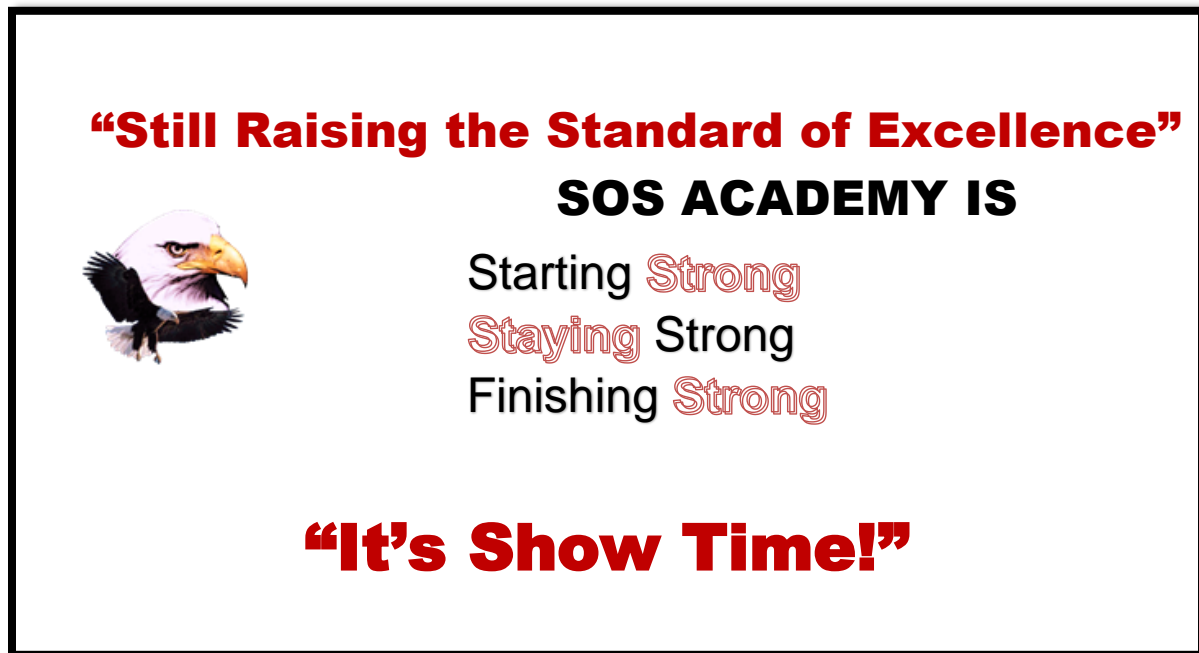 “Still Raising the Standard of Excellence”
SOS ACADEMY IS
Starting Strong
Staying Strong
Finishing Strong
“It’s Show Time!”